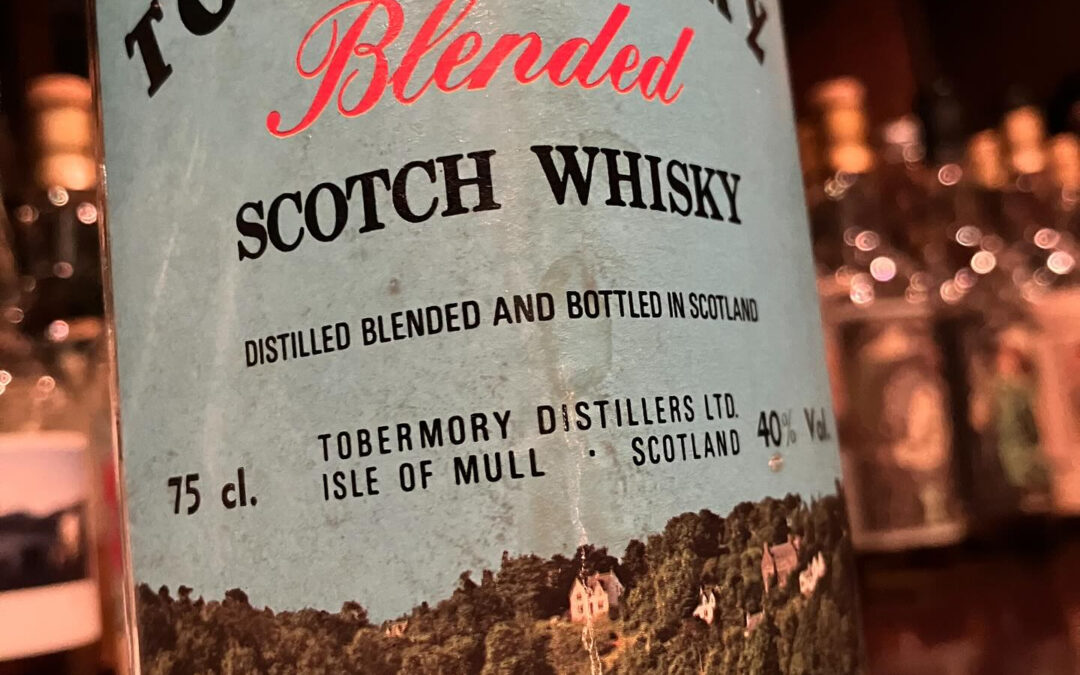 Blended
SCOTCH WHISKY
DISTILLED BLENDED AND BOTTLED IN SCOTLAND
TOBERMORY DISTILLERS LTD.
75 cl. ISLE OF MULL · SCOTLAND 40% Vol.